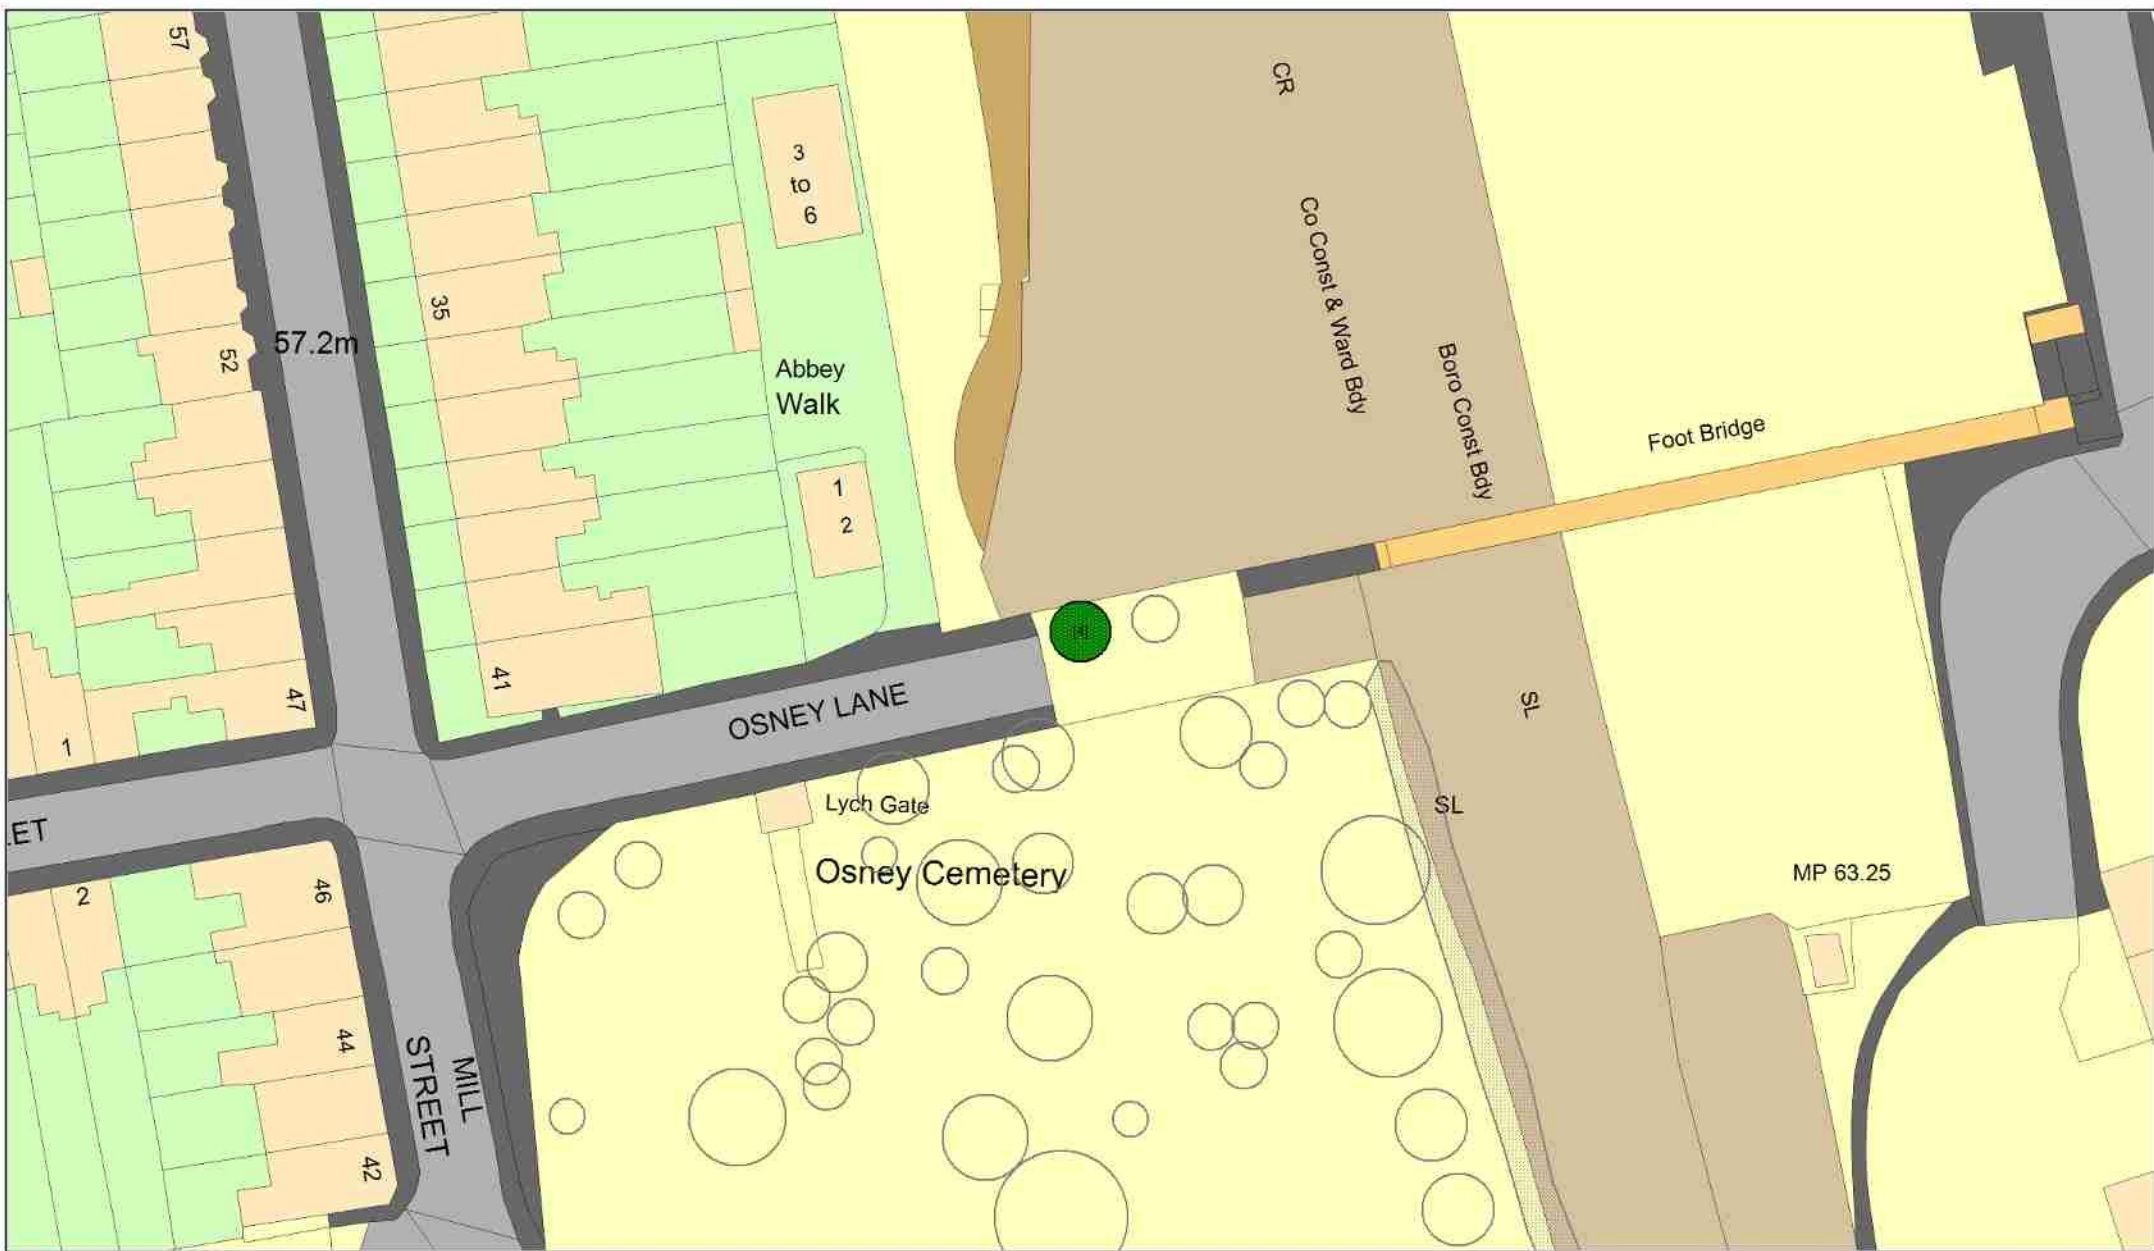 57
CR
3
to
6
Co Const & Ward Bdy
35
57.2m
52
Boro Const Bdy
Abbey
Walk
Foot Bridge
1
2
41
47
OSNEY LANE
SL
1
Lych Gate
SL
LET
Osney Cemetery
MP 63.25
2
46
44
MILL
STREET
42